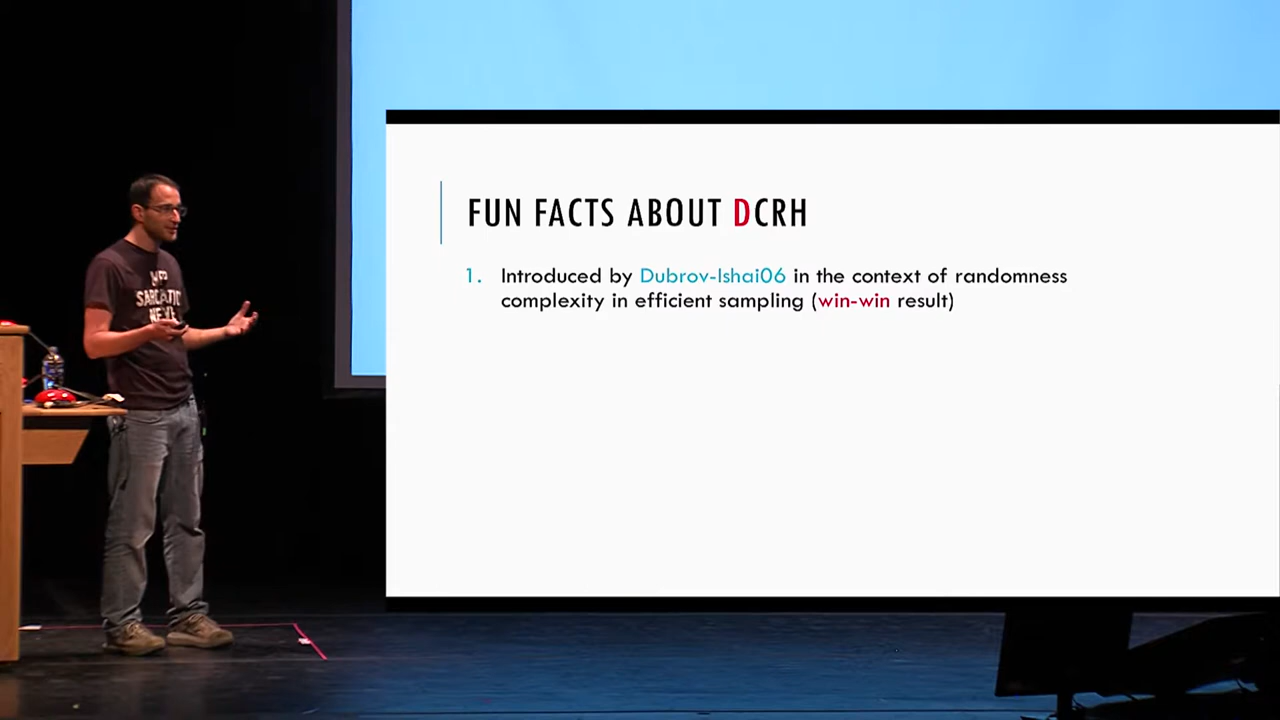 FUN FACTS ABOUT DCRH
1. Introduced by Dubrov-Ishai06 in the context of randomness
complexity in efficient sampling (win-win result)
SARCASTIC